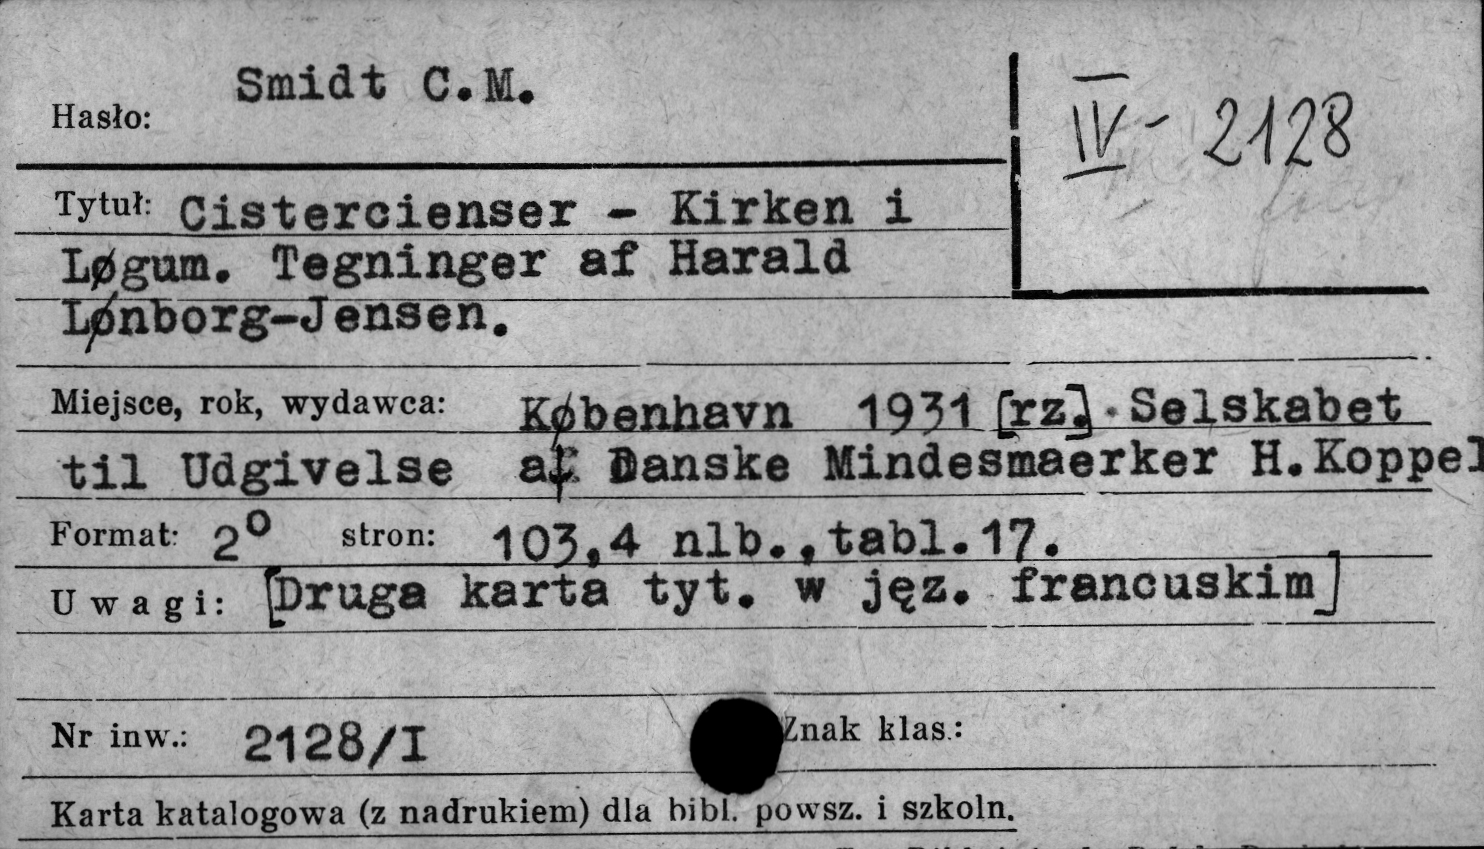 Smidt C.M.
Hasło:
IV - 2128
Tytuł: Cistercienser - Kirken i
Løgum. Tegninger af Harald
Lønborg-Jensen.
Miejsce, rok, wydawca: København 1931 [rz.]. Selskabet
til Udgivelse af Danske Mindesmaerker H.Koppel
Format: 2° stron: 103,4 nlb.,tabl.17.
Uwagi: [Druga karta tyt. w jęz. francuskim]
Nr inw.: 2128/I Znak klas.:
Karta katalogowa (z nadrukiem) dla bibl. powsz. i szkoln.